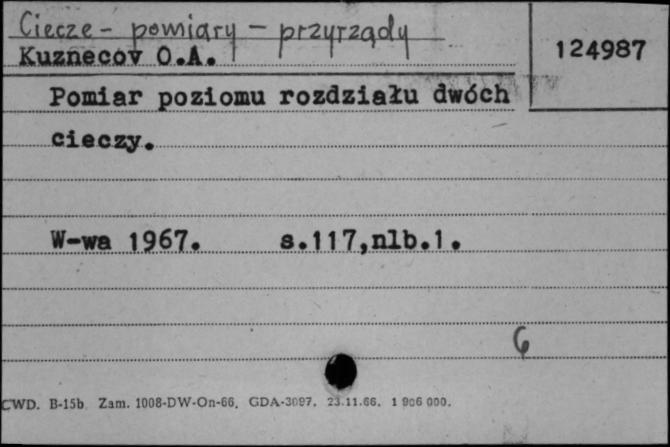 Ciecze - pomiary - przyrządy
124987
Kuznecov O.A.
Pomiar poziomu rozdziału dwóch
cieczy.
W-wa 1967. s.117,nlb.1.
6
CWD. B-15b. Zam. 1008-DW-On-66. GDA-3097. 23.11.66. 1 906 000.